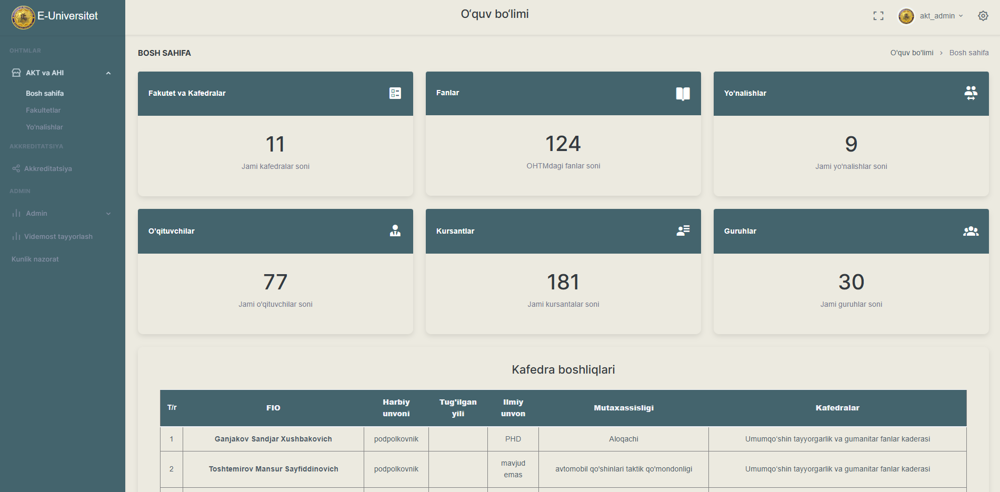 E-Universitet
O‘quv bo‘limi
akt_admin
OHTMLAR
AKT va AHI
Bosh sahifa
Fakultetlar
Yo'nalishlar
AKKREDITATSIYA
Akkreditatsiya
ADMIN
Admin
Videmost tayyorlash
Kunlik nazorat
BOSH SAHIFA
O'quv bo'limi › Bosh sahifa
Fakutet va Kafedralar
11
Jami kafedralar soni
Fanlar
124
OHTMdagi fanlar soni
Yo'nalishlar
9
Jami yo'nalishlar soni
O'qituvchilar
77
Jami o'qituvchilar soni
Kursantlar
181
Jami kursantalar soni
Guruhlar
30
Jami guruhlar soni
Kafedra boshliqlari
T/r FIO Harbiy unvoni Tug'ilgan yili Ilmiy unvon Mutaxassisligi Kafedralar
1 Ganjakov Sandjar Xushbakovich podpolkovnik PHD Aloqachi Umumqo‘shin tayyorgarlik va gumanitar fanlar kaderasi
2 Toshtemirov Mansur Sayfiddinovich podpolkovnik mavjud emas avtomobil qo'shinlari taktik qo'mondonligi Umumqo‘shin tayyorgarlik va gumanitar fanlar kaderasi